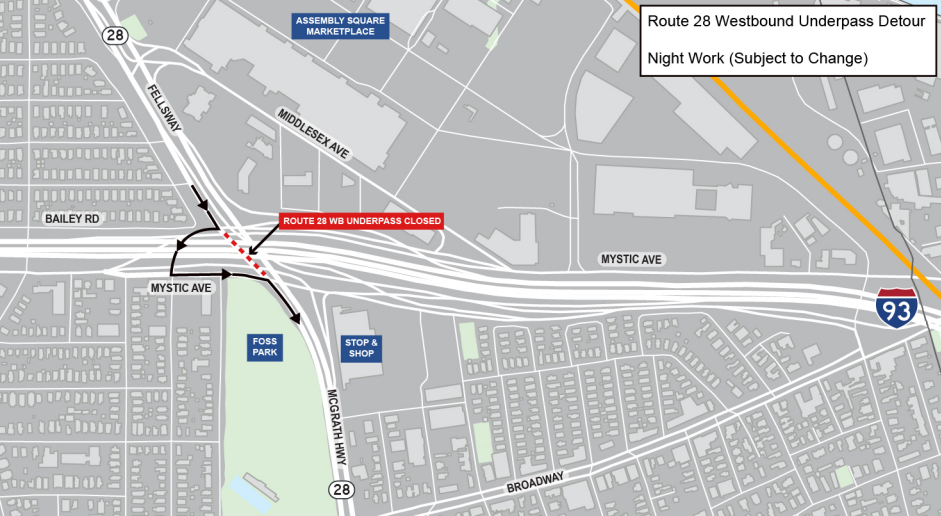 Route 28 Westbound Underpass Detour
Night Work (Subject to Change)
ASSEMBLY SQUARE
MARKETPLACE
28
FELLSWAY
MIDDLESEX AVE
BAILEY RD
ROUTE 28 WB UNDERPASS CLOSED
MYSTIC AVE
MYSTIC AVE
93
FOSS
PARK
STOP &
SHOP
MCGRATH HWY
BROADWAY
28